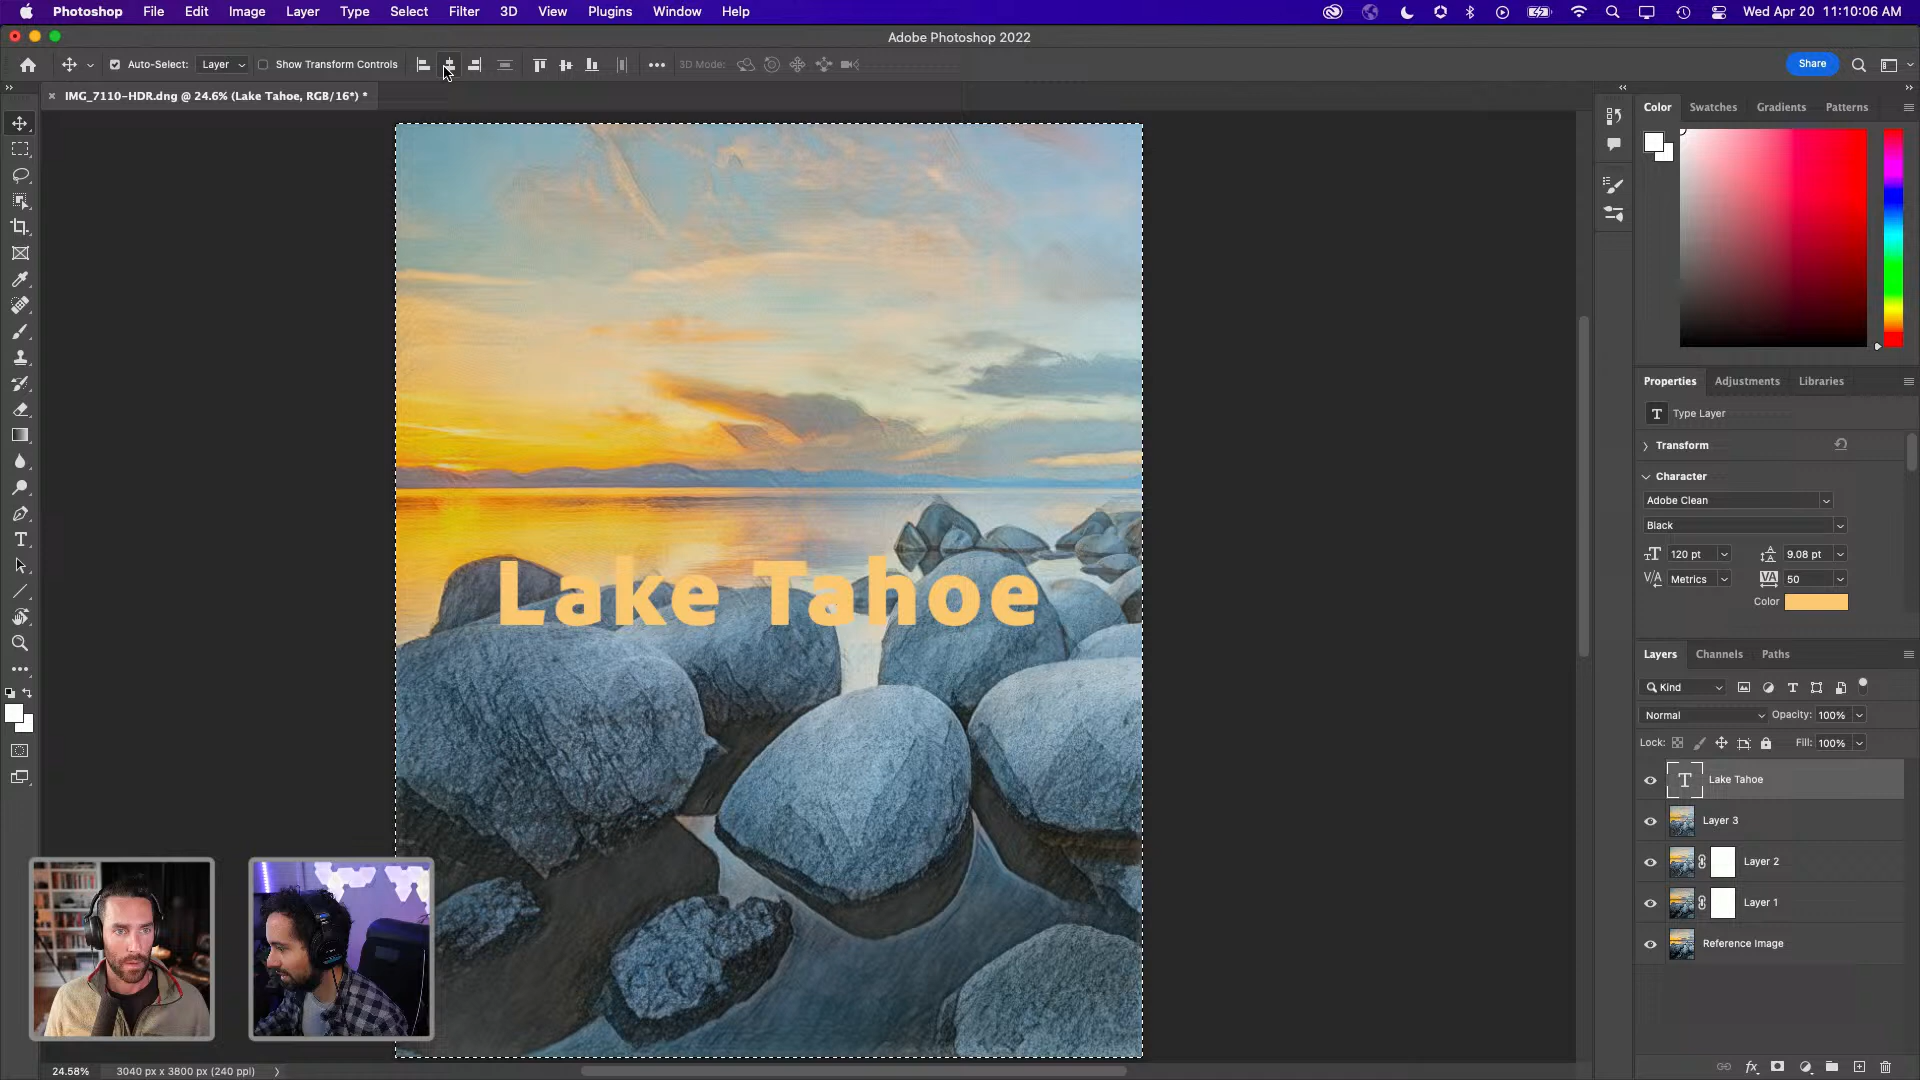 Photoshop File Edit Image Layer Type Select Filter 3D View Plugins Window Help Wed Apr 20 11:10:06 AM
Adobe Photoshop 2022
Auto-Select: Layer Show Transform Controls 3D Mode: Share
IMG_7110-HDR.dng @ 24.6% (Lake Tahoe, RGB/16*) *
Color Swatches Gradients Patterns
Properties Adjustments Libraries
T Type Layer
Transform
Character
Adobe Clean
Black
120 pt 9.08 pt
Metrics 50
Color
Lake Tahoe
Layers Channels Paths
Kind
Normal Opacity: 100%
Lock: Fill: 100%
T Lake Tahoe
Layer 3
Layer 2
Layer 1
Reference Image
fx
24.58% 3040 px x 3800 px (240 ppi)